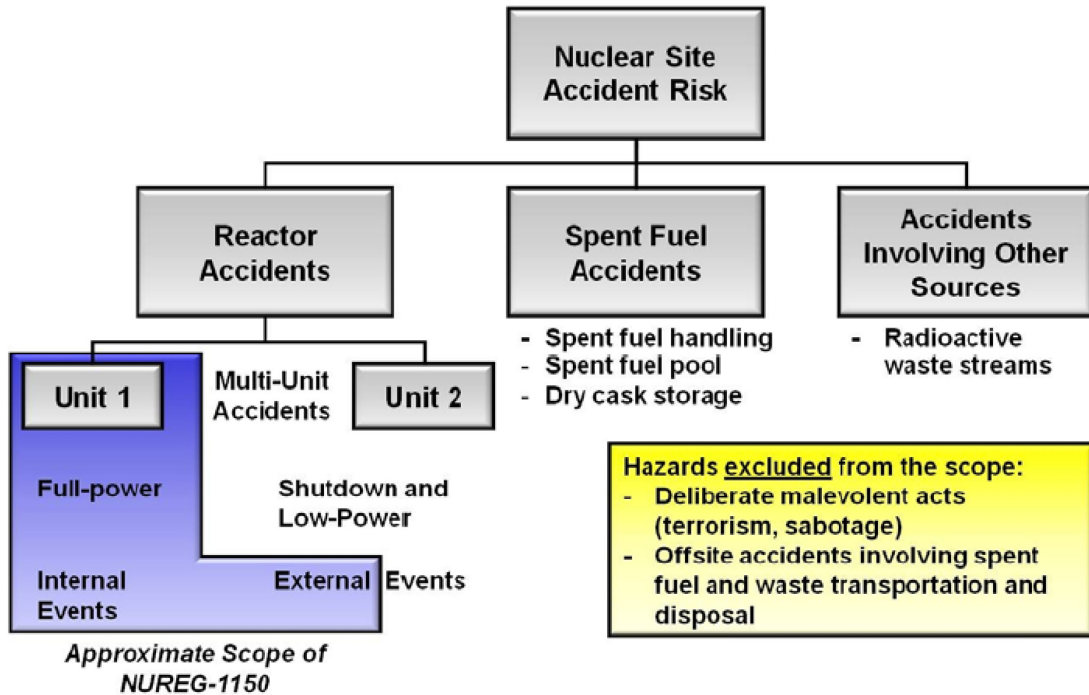 Nuclear Site
Accident Risk
Reactor
Accidents
Spent Fuel
Accidents
Accidents
Involving Other
Sources
- Spent fuel handling
- Spent fuel pool
- Dry cask storage
- Radioactive
waste streams
Unit 1
Multi-Unit
Accidents
Unit 2
Full-power
Shutdown and
Low-Power
Internal
Events
External Events
Approximate Scope of
NUREG-1150
Hazards excluded from the scope:
- Deliberate malevolent acts
(terrorism, sabotage)
- Offsite accidents involving spent
fuel and waste transportation and
disposal